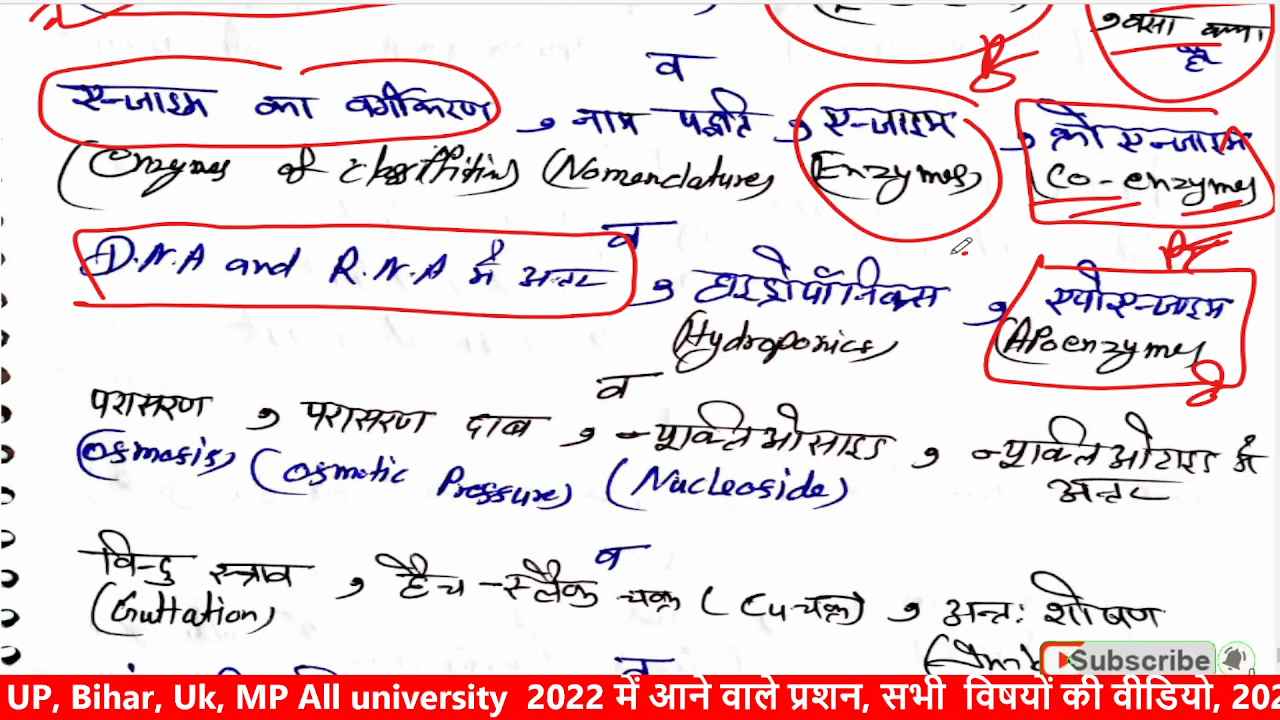 वसा
है
व
एन्जाइम का वर्गीकरण , नाम पद्धति , एन्जाइम , को एन्जाइम
(Enzymes of (Nomenclatures (Enzymes) (Co-enzymes
व
D.N.A and R.N.A में अन्तर , हाइड्रोपॉनिक्स , एपोएन्जाइम
(Hydroponics) (Apoenzymes
व
परासरण , परासरण दाब , न्यूक्लिओसाइड , न्यूक्लिओटाइड में
अन्तर
(Osmosis) (Osmotic Pressure) (Nucleoside)
व
विन्दु स्त्राव , हैच-स्लैक चक्र (C4-चक्र) , अन्तः शोषण
(Guttation)
Subscribe
व
UP, Bihar, Uk, MP All university 2022 में आने वाले प्रशन, सभी विषयों की वीडियो, 202